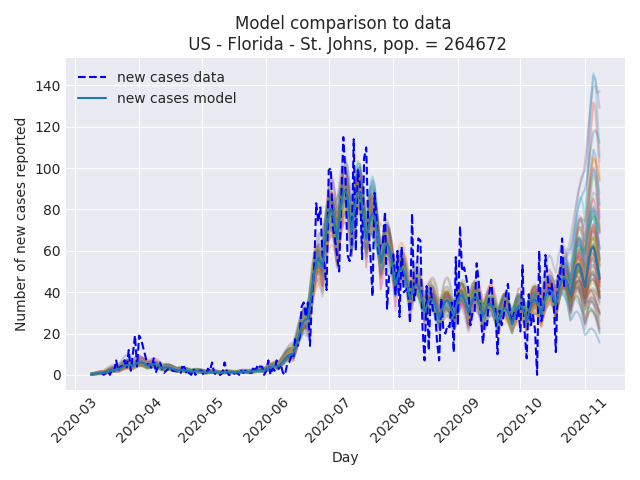 Model comparison to data
US - Florida - St. Johns, pop. = 264672
new cases data
new cases model
Number of new cases reported
140
120
100
80
60
40
20
0
2020-03
2020-04
2020-05
2020-06
2020-07
2020-08
2020-09
2020-10
2020-11
Day